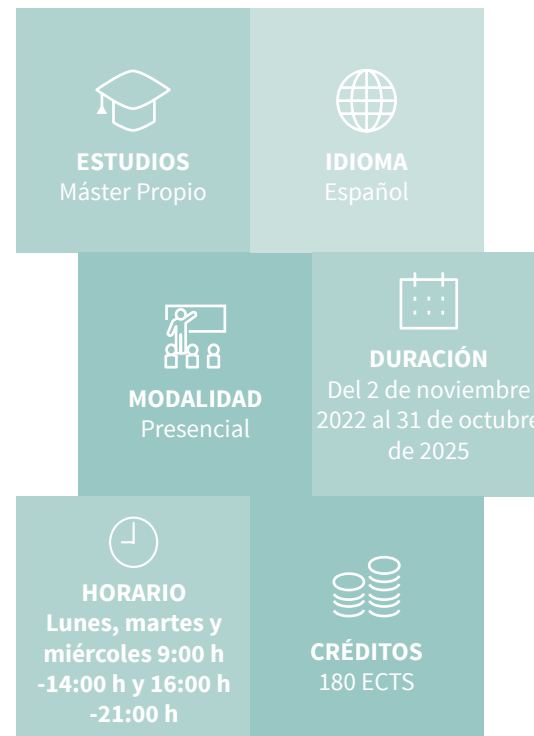 ESTUDIOS
Máster Propio
IDIOMA
Español
MODALIDAD
Presencial
DURACIÓN
Del 2 de noviembre
2022 al 31 de octubre
de 2025
HORARIO
Lunes, martes y
miércoles 9:00 h
-14:00 h y 16:00 h
-21:00 h
CRÉDITOS
180 ECTS